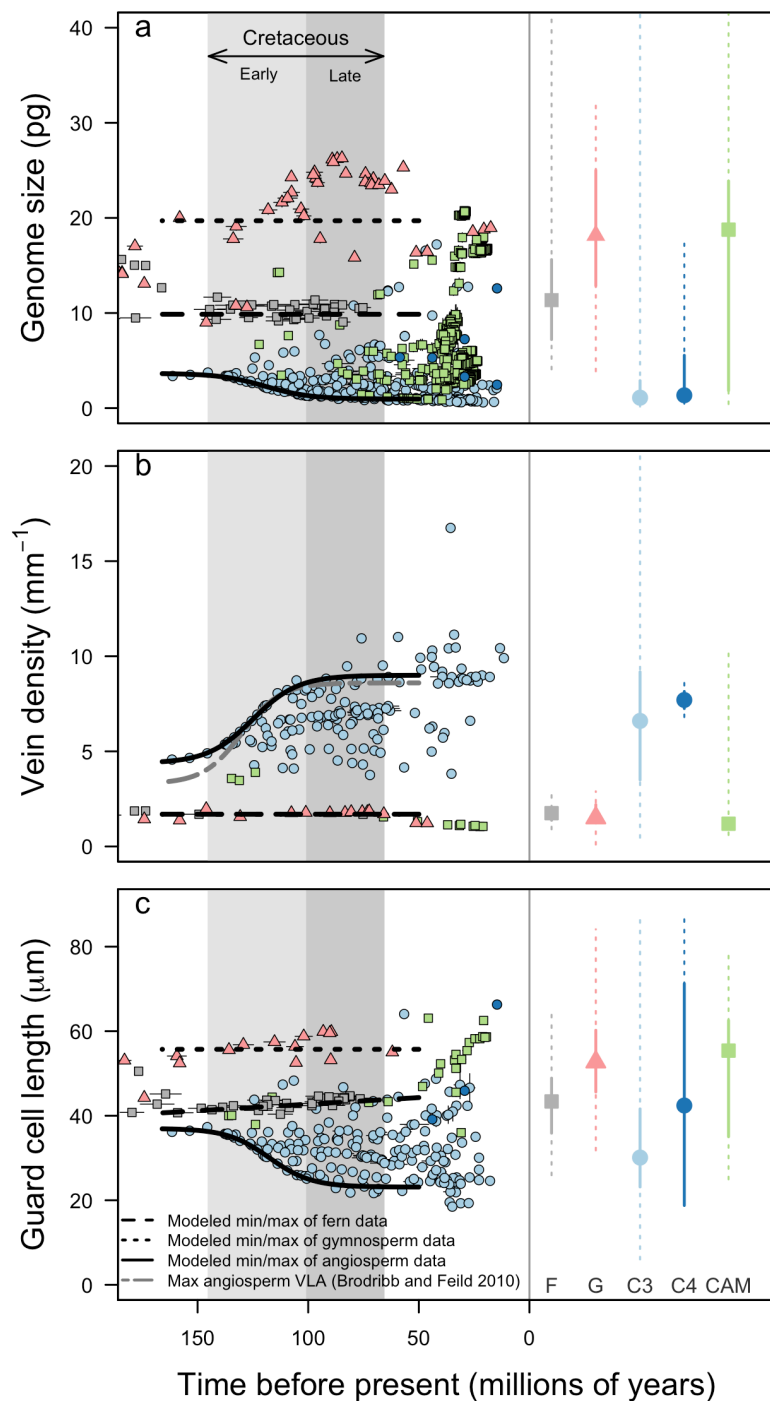 a
Cretaceous
Early Late
Genome size (pg)
40
30
20
10
0
b
Vein density (mm−1)
20
15
10
5
0
c
Guard cell length (μm)
80
60
40
20
0
Modeled min/max of fern data
Modeled min/max of gymnosperm data
Modeled min/max of angiosperm data
Max angiosperm VLA (Brodribb and Feild 2010)
F G C3 C4 CAM
150 100 50 0
Time before present (millions of years)